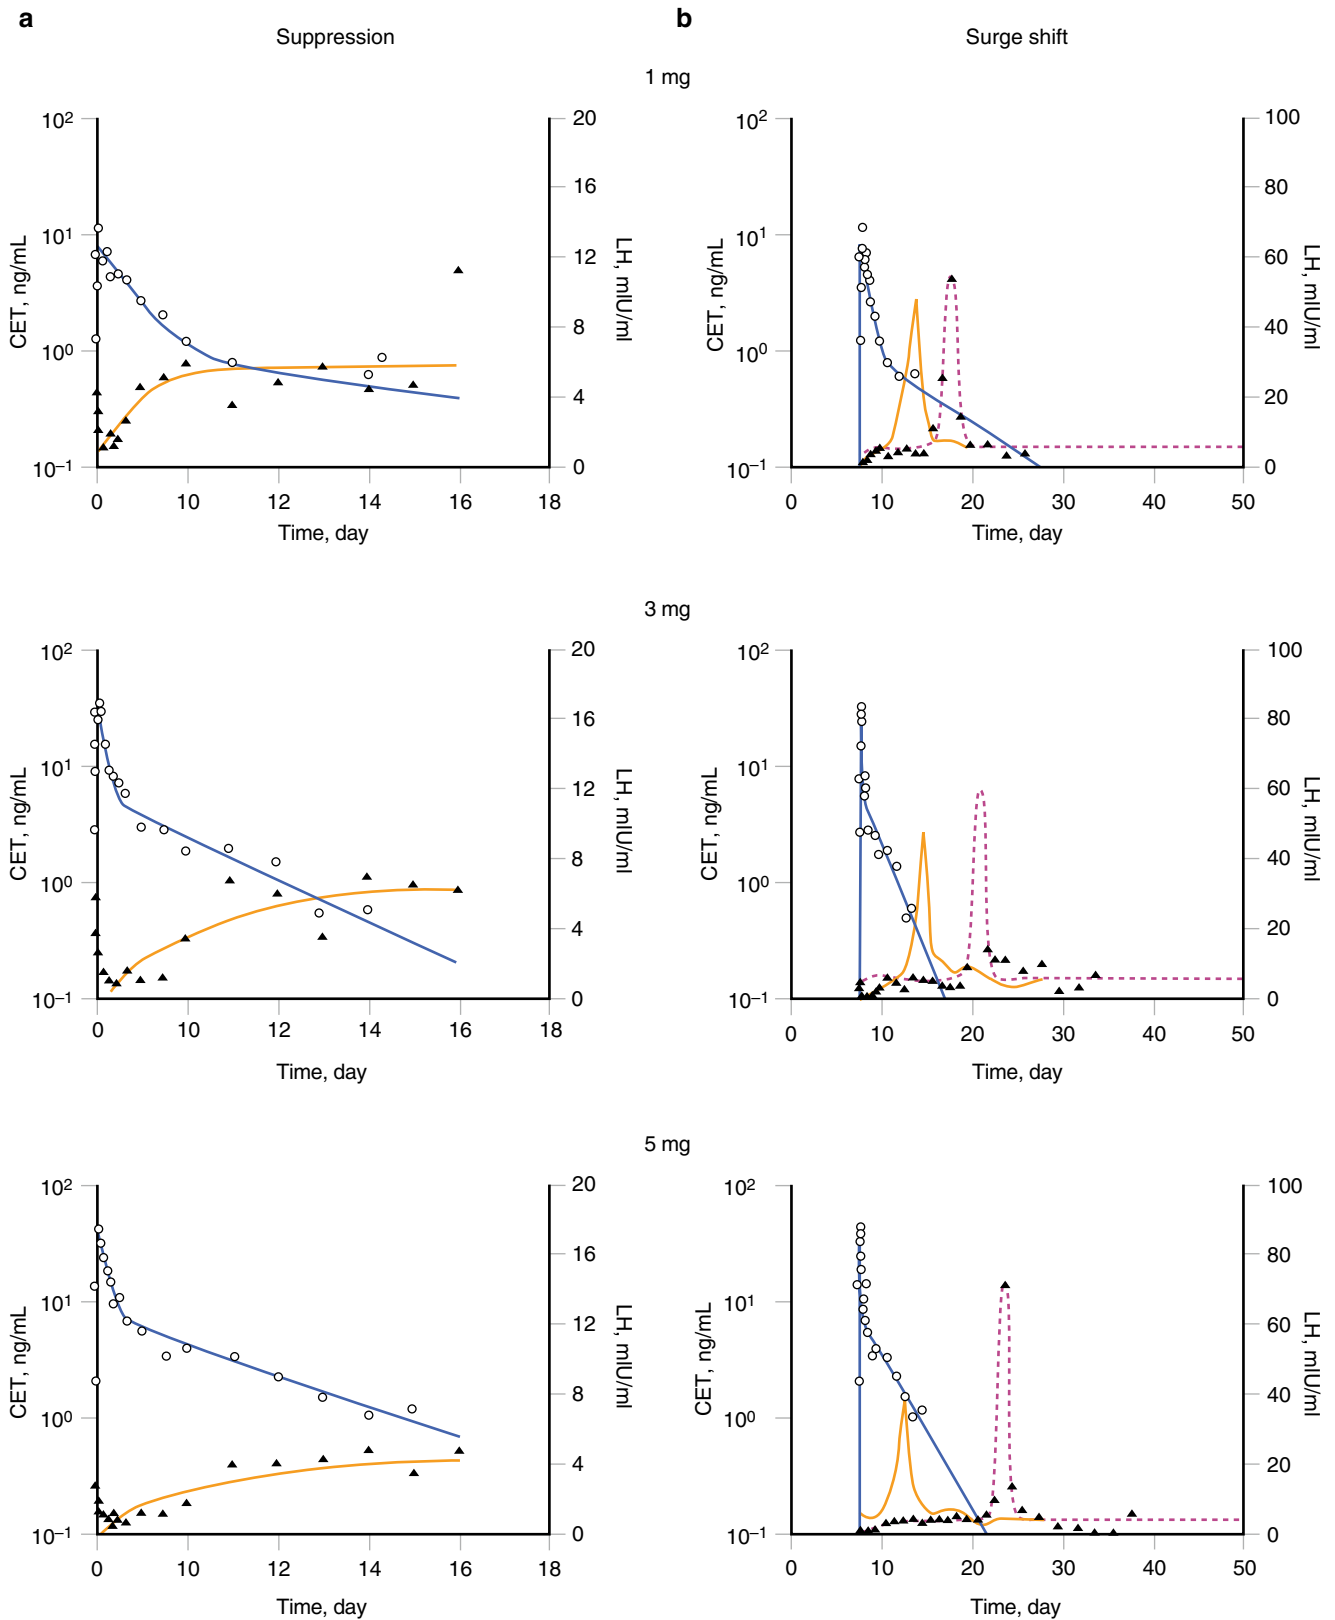 a
b
Suppression
Surge shift
1 mg
10² 10¹ 10⁰ 10⁻¹
CET, ng/mL
20 16 12 8 4 0
LH, mIU/ml
0 10 12 14 16 18
Time, day
10² 10¹ 10⁰ 10⁻¹
CET, ng/mL
100 80 60 40 20 0
LH, mIU/ml
0 10 20 30 40 50
Time, day
3 mg
10² 10¹ 10⁰ 10⁻¹
CET, ng/mL
20 16 12 8 4 0
LH, mIU/ml
0 10 12 14 16 18
Time, day
10² 10¹ 10⁰ 10⁻¹
CET, ng/mL
100 80 60 40 20 0
LH, mIU/ml
0 10 20 30 40 50
Time, day
5 mg
10² 10¹ 10⁰ 10⁻¹
CET, ng/mL
20 16 12 8 4 0
LH, mIU/ml
0 10 12 14 16 18
Time, day
10² 10¹ 10⁰ 10⁻¹
CET, ng/mL
100 80 60 40 20 0
LH, mIU/ml
0 10 20 30 40 50
Time, day